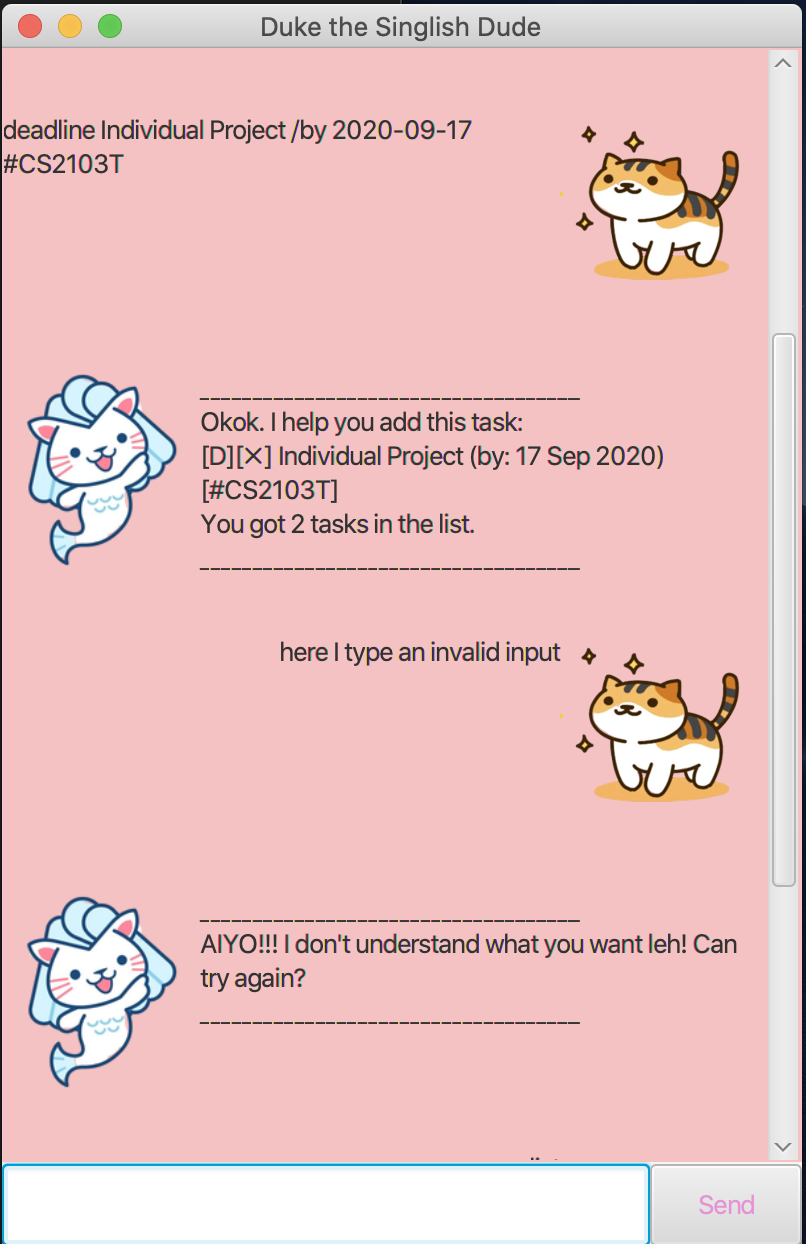 Duke the Singlish Dude
deadline Individual Project /by 2020-09-17
#CS2103T
____________________________________
Okok. I help you add this task:
[D][✕] Individual Project (by: 17 Sep 2020)
[#CS2103T]
You got 2 tasks in the list.
____________________________________
here I type an invalid input
____________________________________
AIYO!!! I don't understand what you want leh! Can
try again?
____________________________________
Send